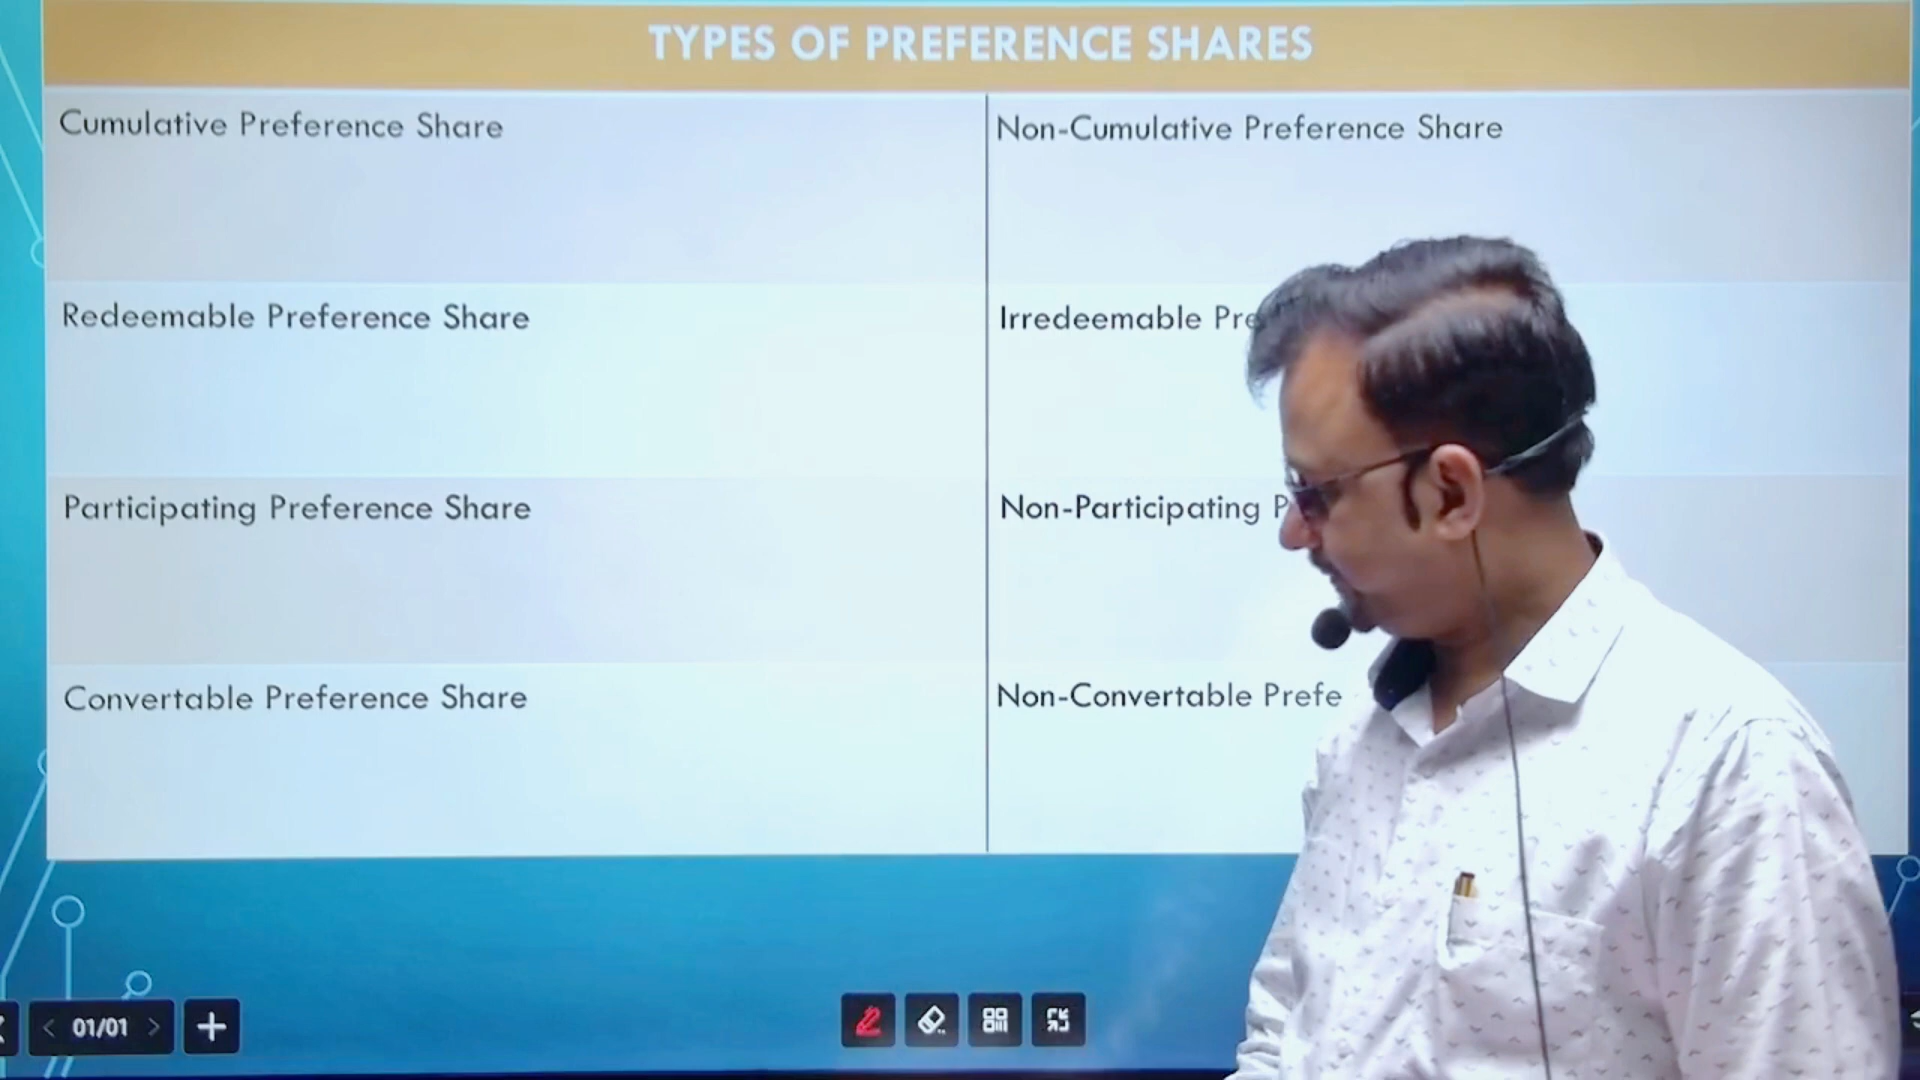 TYPES OF PREFERENCE SHARES
Cumulative Preference Share
Non-Cumulative Preference Share
Redeemable Preference Share
Irredeemable Pre
Participating Preference Share
Non-Participating P
Convertable Preference Share
Non-Convertable Prefe
01/01